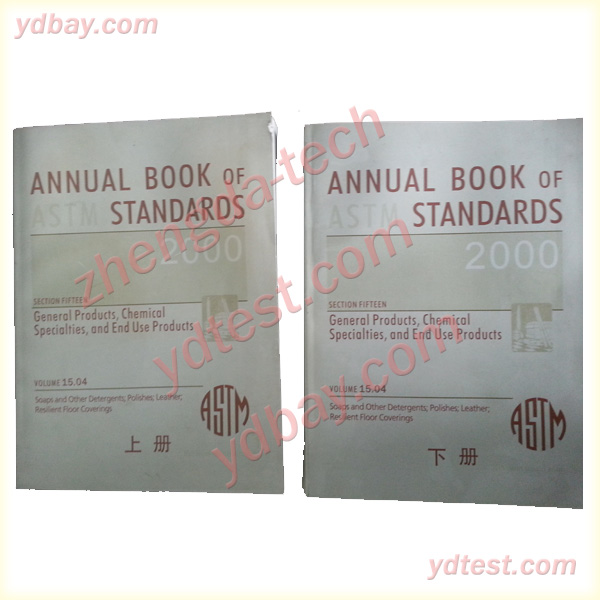 ydbay.com
ANNUAL BOOK OF
ASTM STANDARDS
2000
SECTION FIFTEEN
General Products, Chemical
Specialties, and End Use Products
VOLUME 15.04
Soaps and Other Detergents; Polishes; Leather;
Resilient Floor Coverings
ASTM
上册
ANNUAL BOOK OF
ASTM STANDARDS
2000
SECTION FIFTEEN
General Products, Chemical
Specialties, and End Use Products
VOLUME 15.04
Soaps and Other Detergents; Polishes; Leather;
Resilient Floor Coverings
ASTM
下册
zhengda-tech
ydtest.com
ydbay.com
ydtest.com